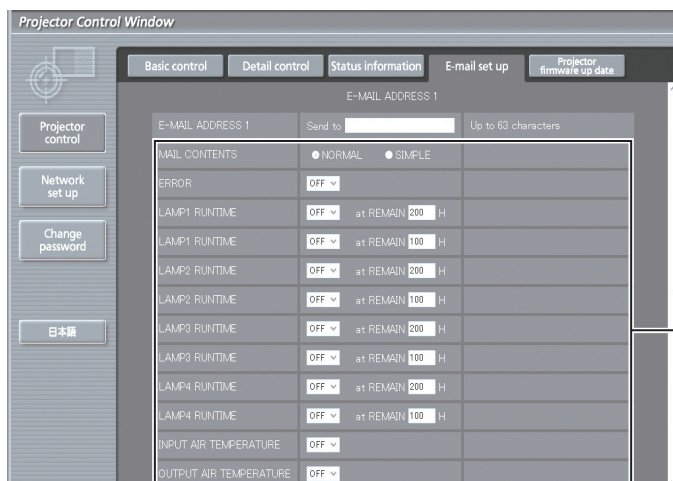 Projector Control Window
Basic control Detail control Status information E-mail set up Projector firmware up date
E-MAIL ADDRESS 1
Projector control
Network set up
Change password
日本語
E-MAIL ADDRESS 1 Send to Up to 63 characters
MAIL CONTENTS NORMAL SIMPLE
ERROR OFF
LAMP1 RUNTIME OFF at REMAIN 200 H
LAMP1 RUNTIME OFF at REMAIN 100 H
LAMP2 RUNTIME OFF at REMAIN 200 H
LAMP2 RUNTIME OFF at REMAIN 100 H
LAMP3 RUNTIME OFF at REMAIN 200 H
LAMP3 RUNTIME OFF at REMAIN 100 H
LAMP4 RUNTIME OFF at REMAIN 200 H
LAMP4 RUNTIME OFF at REMAIN 100 H
INPUT AIR TEMPERATURE OFF
OUTPUT AIR TEMPERATURE OFF